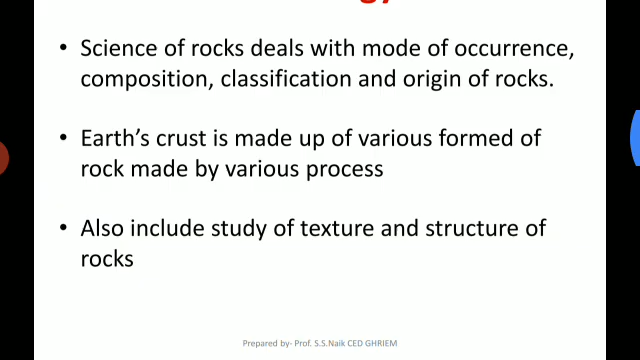 • Science of rocks deals with mode of occurrence,
composition, classification and origin of rocks.
• Earth's crust is made up of various formed of
rock made by various process
• Also include study of texture and structure of
rocks
Prepared by- Prof. S.S.Naik CED GHRIEM